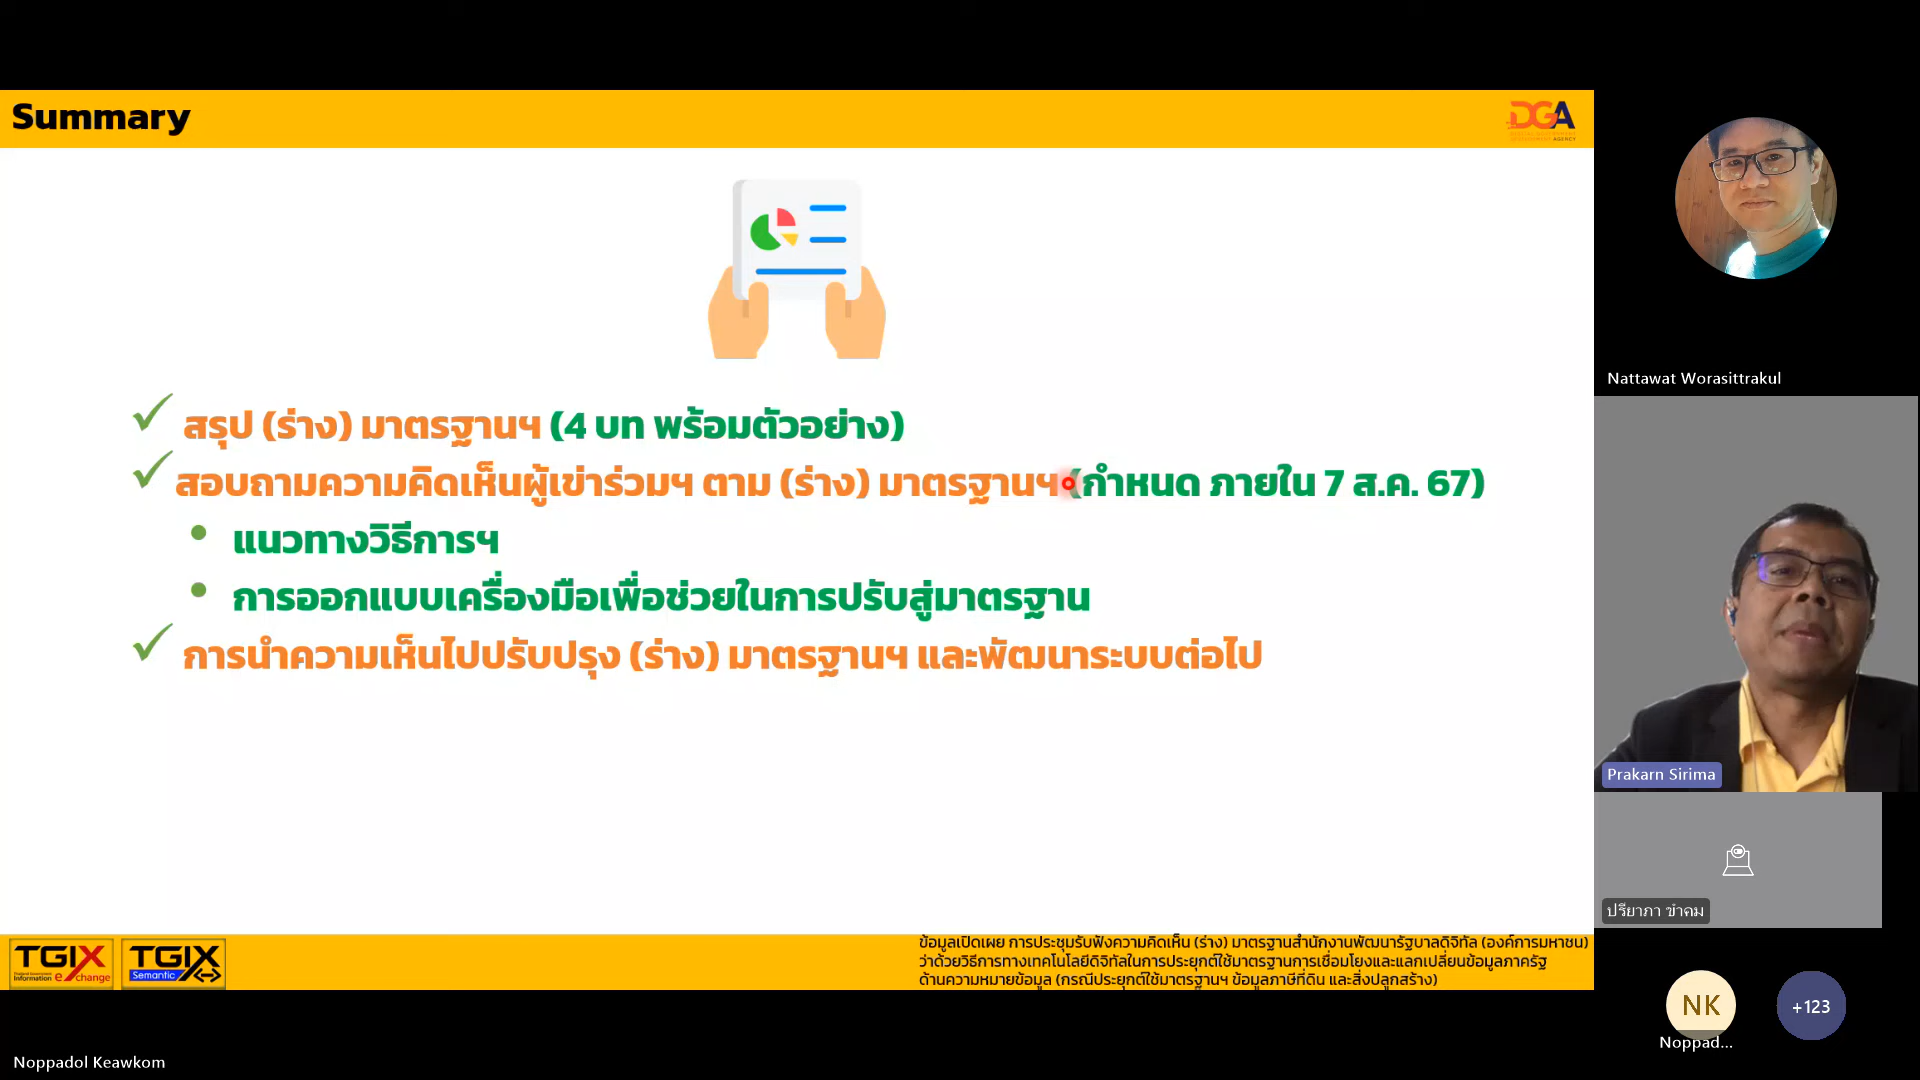 Summary
DGA
สรุป (ร่าง) มาตรฐานฯ (4 บท พร้อมตัวอย่าง)
สอบถามความคิดเห็นผู้เข้าร่วมฯ ตาม (ร่าง) มาตรฐานฯ (กำหนด ภายใน 7 ส.ค. 67)
แนวทางวิธีการฯ
การออกแบบเครื่องมือเพื่อช่วยในการปรับสู่มาตรฐาน
การนำความเห็นไปปรับปรุง (ร่าง) มาตรฐานฯ และพัฒนาระบบต่อไป
TGIX
Information eXchange
TGIX
Semantic
ข้อมูลเปิดเผย การประชุมรับฟังความคิดเห็น (ร่าง) มาตรฐานสำนักงานพัฒนารัฐบาลดิจิทัล (องค์การมหาชน)
ว่าด้วยวิธีการทางเทคโนโลยีดิจิทัลในการประยุกต์ใช้มาตรฐานการเชื่อมโยงและแลกเปลี่ยนข้อมูลภาครัฐ
ด้านความหมายข้อมูล (กรณีประยุกต์ใช้มาตรฐานฯ ข้อมูลภาษีที่ดิน และสิ่งปลูกสร้าง)
Nattawat Worasittrakul
Prakarn Sirima
ปรียาภา ขำคม
NK
+123
Noppad...
Noppadol Keawkom